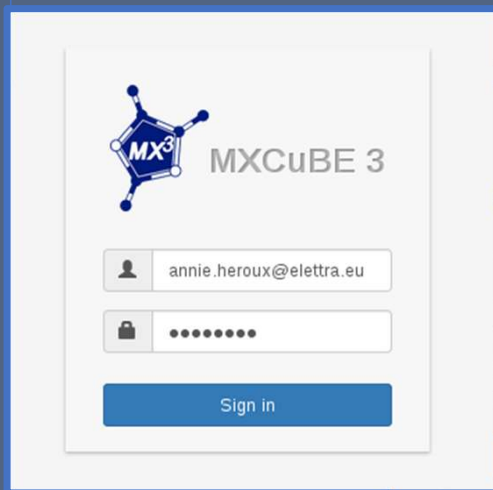 MX3
MXCuBE 3
annie.heroux@elettra.eu
●●●●●●●●
Sign in